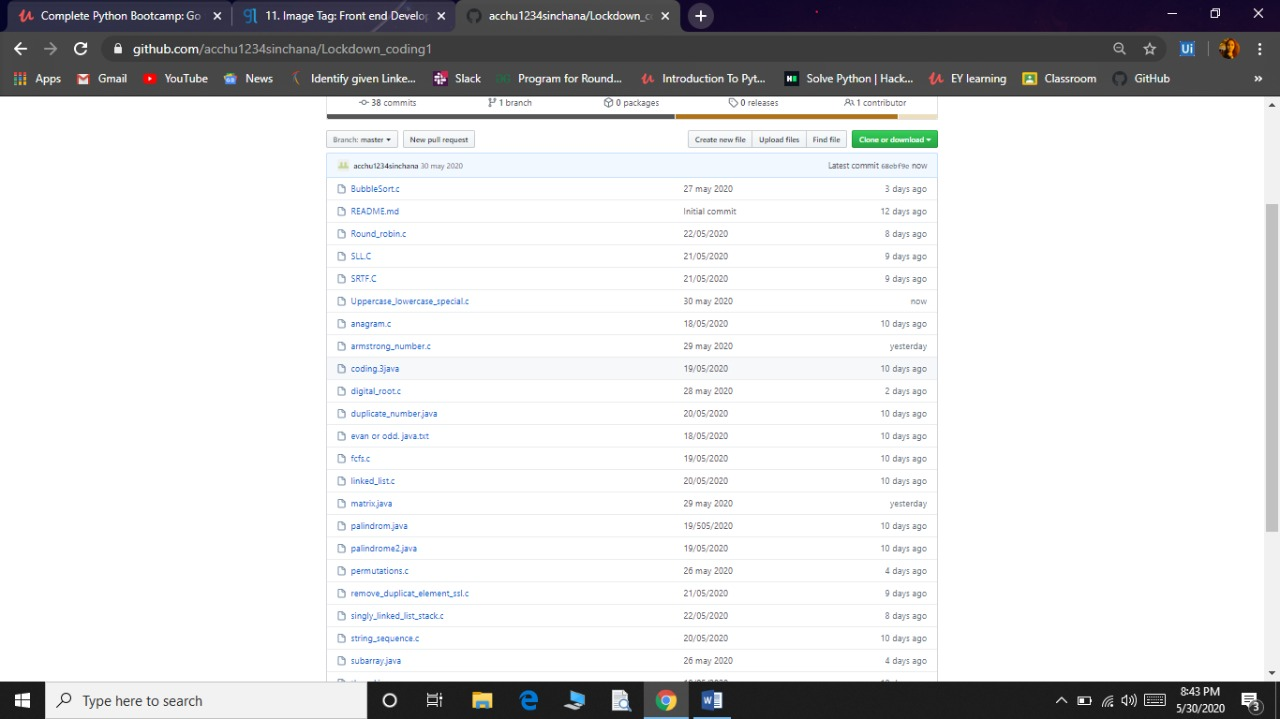 Complete Python Bootcamp: Go
11. Image Tag: Front end Develop
acchu1234sinchana/Lockdown_co
github.com/acchu1234sinchana/Lockdown_coding1
Apps Gmail YouTube News Identify given Linke... Slack Program for Round... Introduction To Pyt... Solve Python | Hack... EY learning Classroom GitHub »
38 commits 1 branch 0 packages 0 releases 1 contributor
Branch: master New pull request Create new file Upload files Find file Clone or download
acchu1234sinchana 30 may 2020 Latest commit 68ebf9e now
BubbleSort.c 27 may 2020 3 days ago
README.md Initial commit 12 days ago
Round_robin.c 22/05/2020 8 days ago
SLL.C 21/05/2020 9 days ago
SRTF.C 21/05/2020 9 days ago
Uppercase_lowercase_special.c 30 may 2020 now
anagram.c 18/05/2020 10 days ago
armstrong_number.c 29 may 2020 yesterday
coding.3java 19/05/2020 10 days ago
digital_root.c 28 may 2020 2 days ago
duplicate_number.java 20/05/2020 10 days ago
evan or odd. java.txt 18/05/2020 10 days ago
fcfs.c 19/05/2020 10 days ago
linked_list.c 20/05/2020 10 days ago
matrix.java 29 may 2020 yesterday
palindrom.java 19/505/2020 10 days ago
palindrome2.java 19/05/2020 10 days ago
permutations.c 26 may 2020 4 days ago
remove_duplicat_element_ssl.c 21/05/2020 9 days ago
singly_linked_list_stack.c 22/05/2020 8 days ago
string_sequence.c 20/05/2020 10 days ago
subarray.java 26 may 2020 4 days ago
Type here to search
8:43 PM
5/30/2020
3